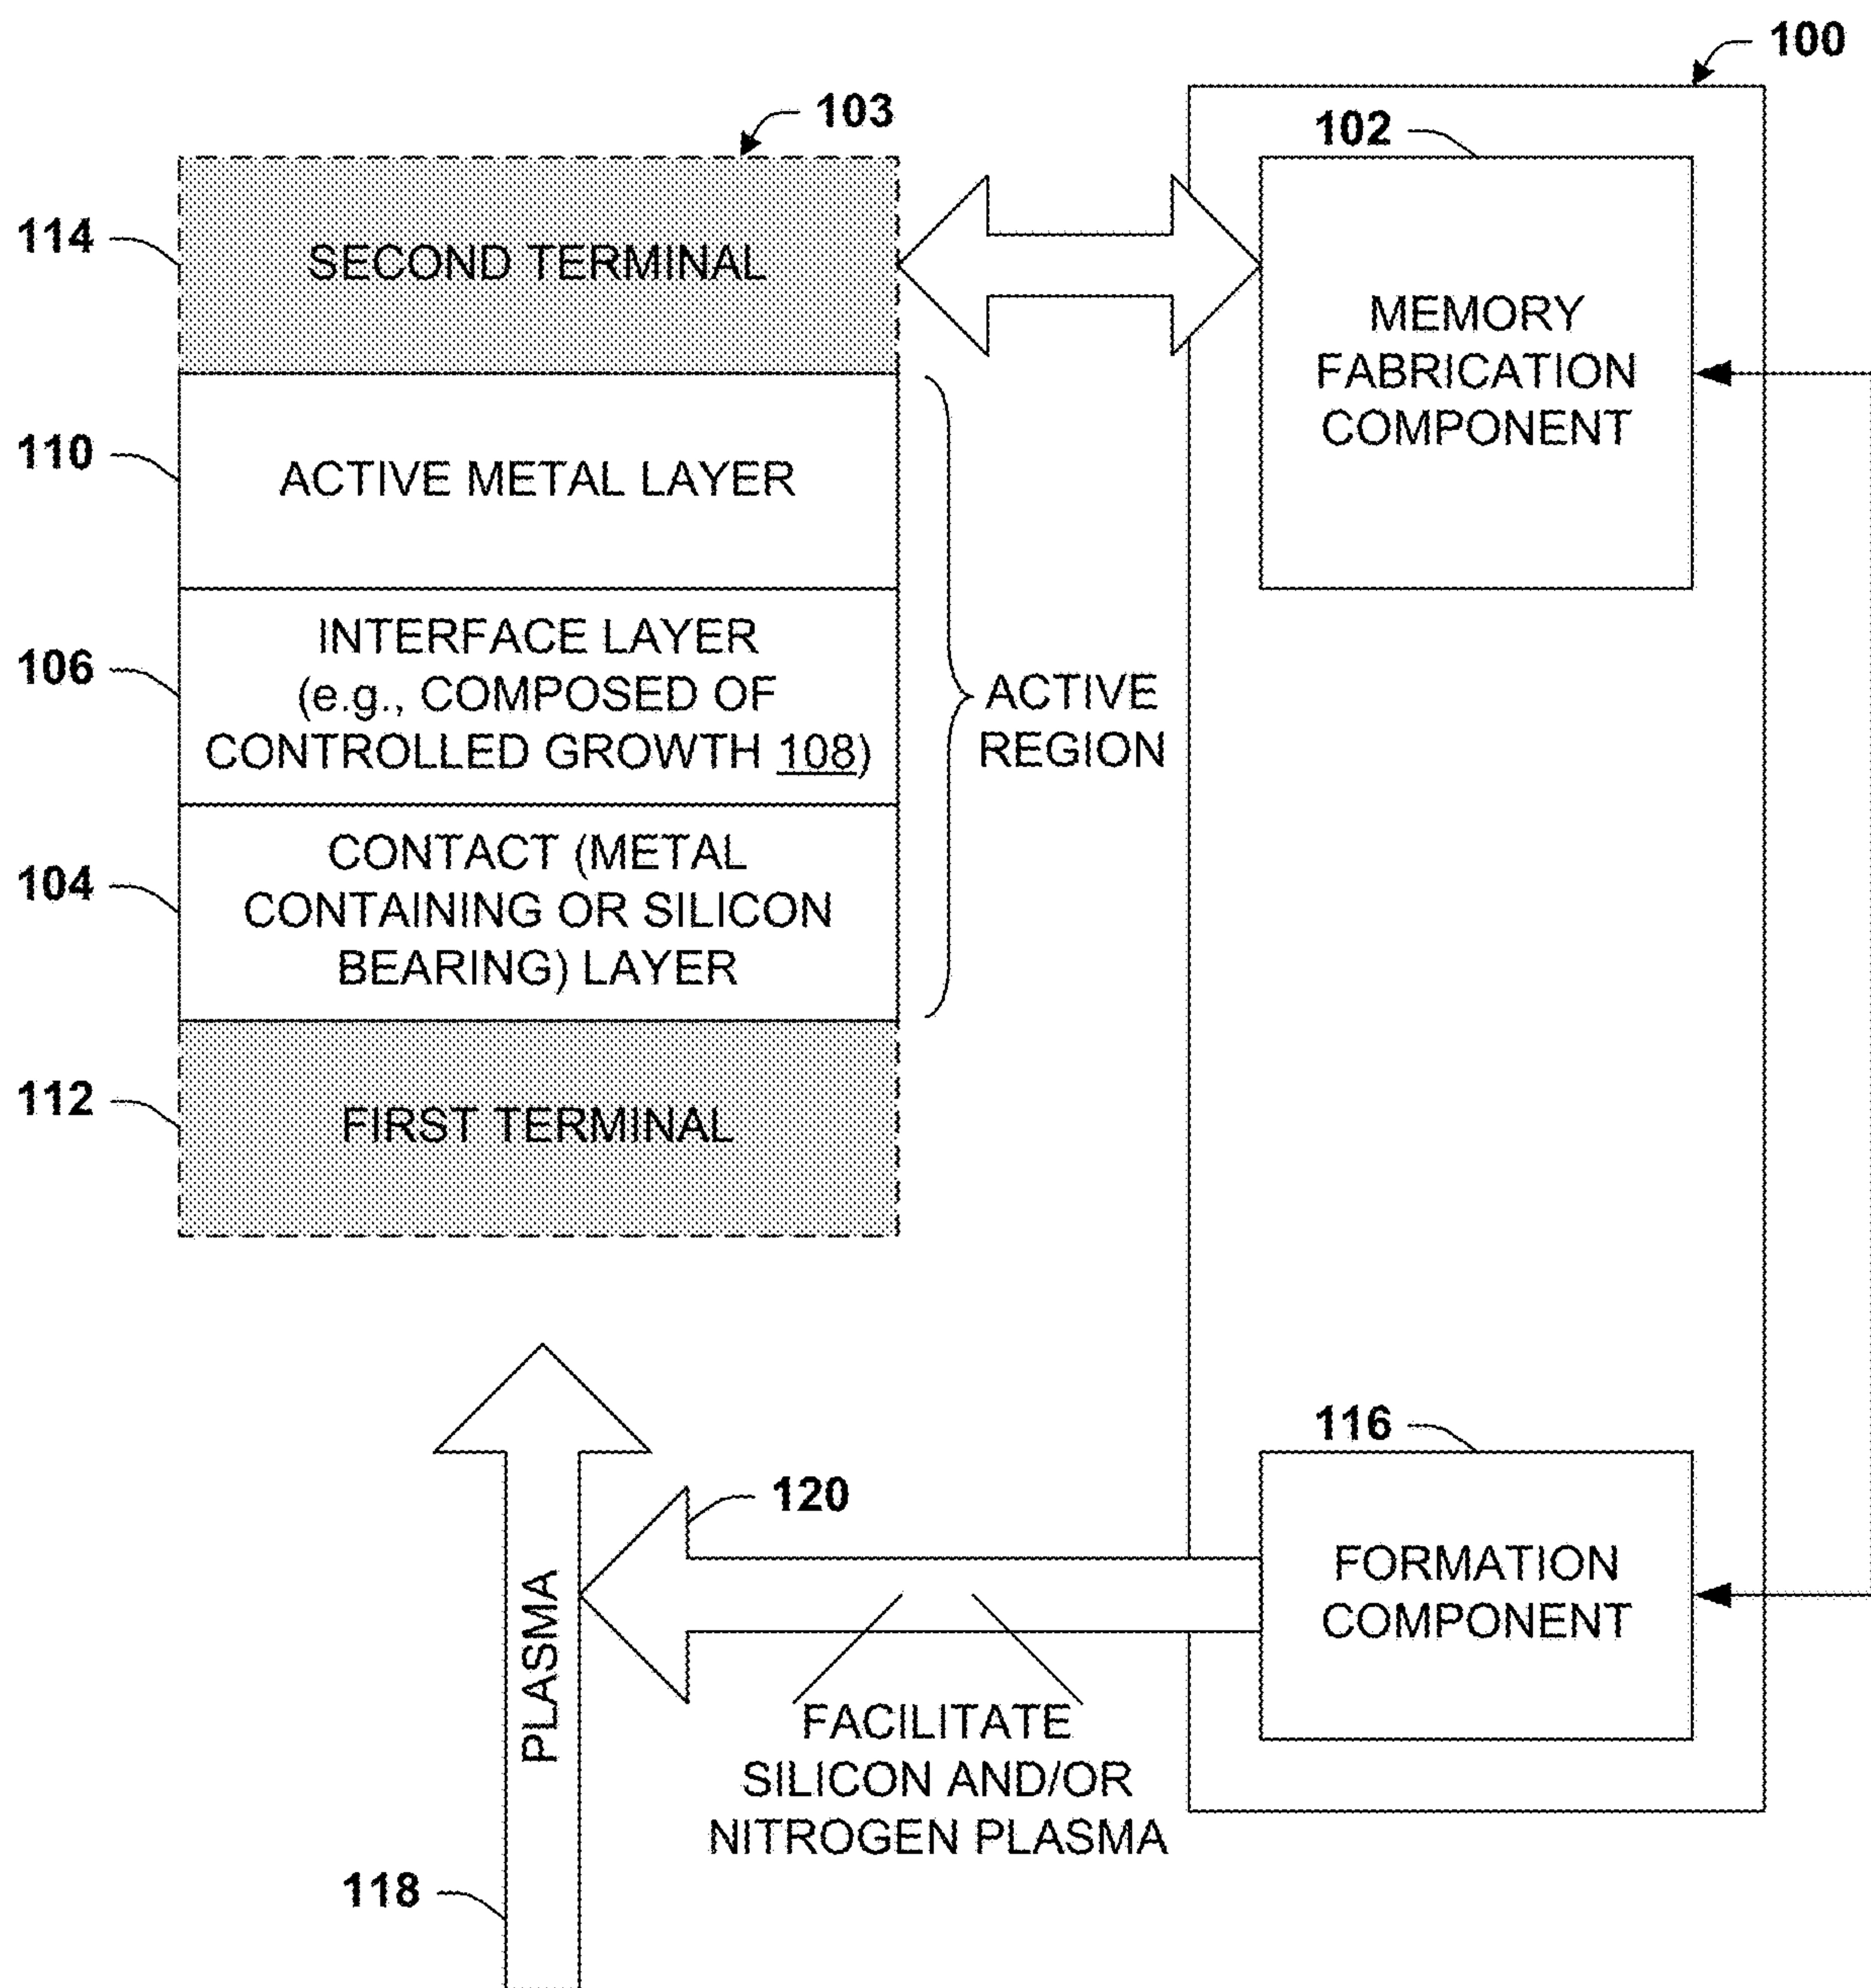 100
103
102
114
SECOND TERMINAL
MEMORY
FABRICATION
COMPONENT
110
ACTIVE METAL LAYER
106
INTERFACE LAYER
(e.g., COMPOSED OF
CONTROLLED GROWTH 108)
ACTIVE
REGION
104
CONTACT (METAL
CONTAINING OR SILICON
BEARING) LAYER
112
FIRST TERMINAL
116
120
FORMATION
COMPONENT
PLASMA
FACILITATE
SILICON AND/OR
NITROGEN PLASMA
118